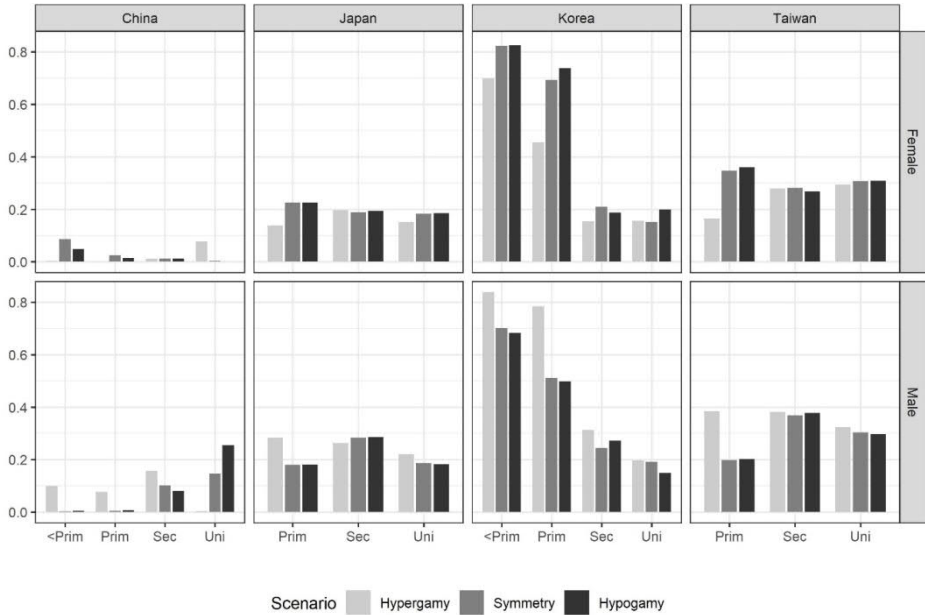 China Japan Korea Taiwan
0.8
0.6
0.4
0.2
0.0
Female
0.8
0.6
0.4
0.2
0.0
Male
<Prim Prim Sec Uni Prim Sec Uni <Prim Prim Sec Uni Prim Sec Uni
Scenario Hypergamy Symmetry Hypogamy